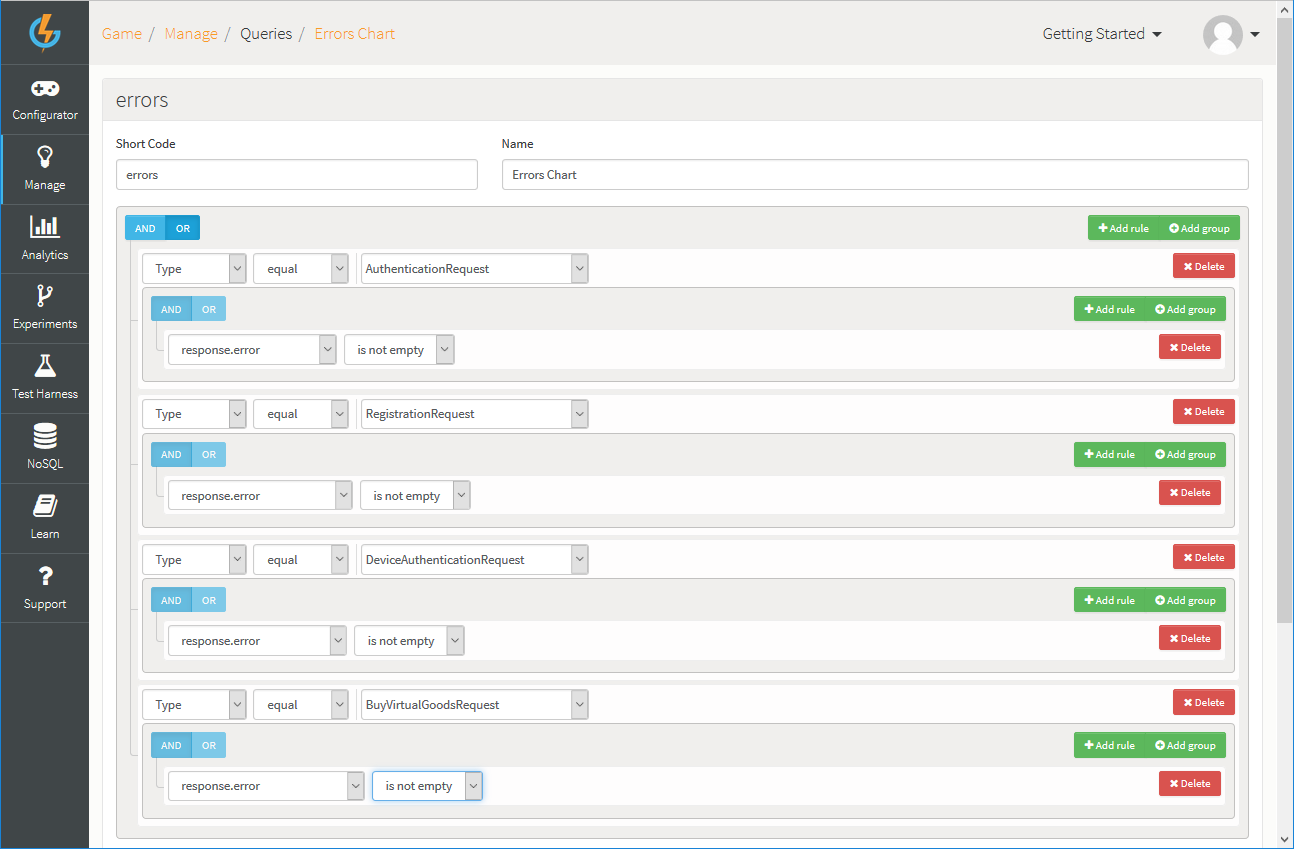 Game / Manage / Queries / Errors Chart Getting Started
Configurator
Manage
Analytics
Experiments
Test Harness
NoSQL
Learn
Support
errors
Short Code Name
errors Errors Chart
AND OR Add rule Add group
Type equal AuthenticationRequest Delete
AND OR Add rule Add group
response.error is not empty Delete
Type equal RegistrationRequest Delete
AND OR Add rule Add group
response.error is not empty Delete
Type equal DeviceAuthenticationRequest Delete
AND OR Add rule Add group
response.error is not empty Delete
Type equal BuyVirtualGoodsRequest Delete
AND OR Add rule Add group
response.error is not empty Delete